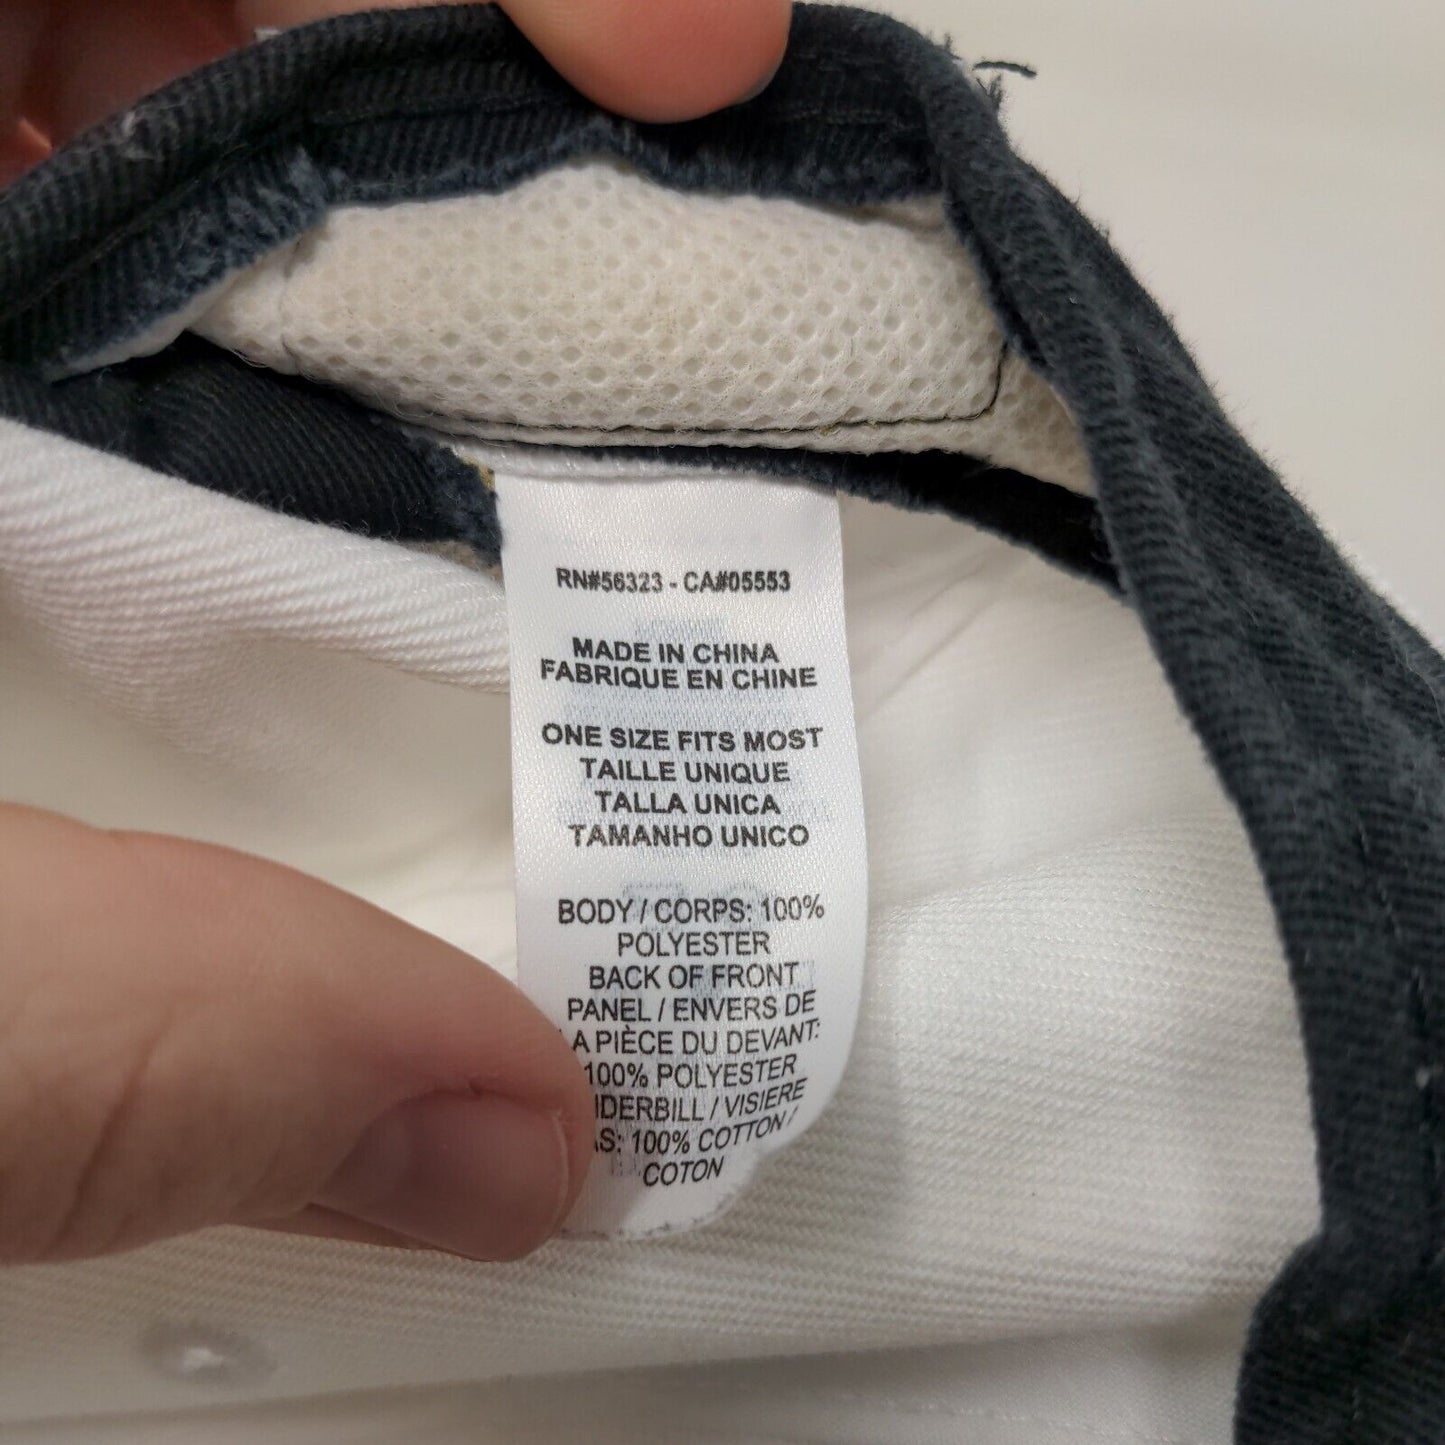 RN#56323 - CA#05553
MADE IN CHINA
FABRIQUE EN CHINE
ONE SIZE FITS MOST
TAILLE UNIQUE
TALLA UNICA
TAMANHO UNICO
BODY / CORPS: 100%
POLYESTER
BACK OF FRONT
PANEL / ENVERS DE
A PIÈCE DU DEVANT:
100% POLYESTER
/ VISIERE
100% COTTON /
COTON